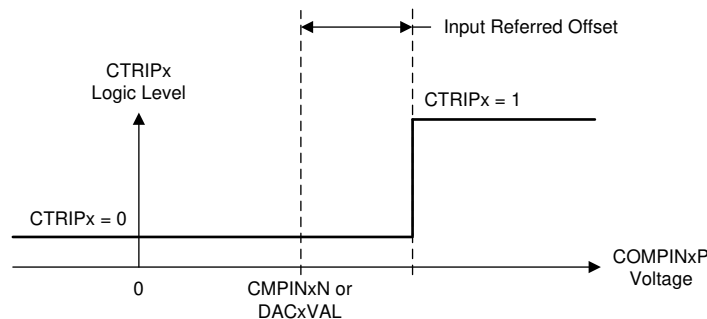 Input Referred Offset
CTRIPx
Logic Level
CTRIPx = 1
CTRIPx = 0
COMPINxP
Voltage
0
CMPINxN or
DACxVAL